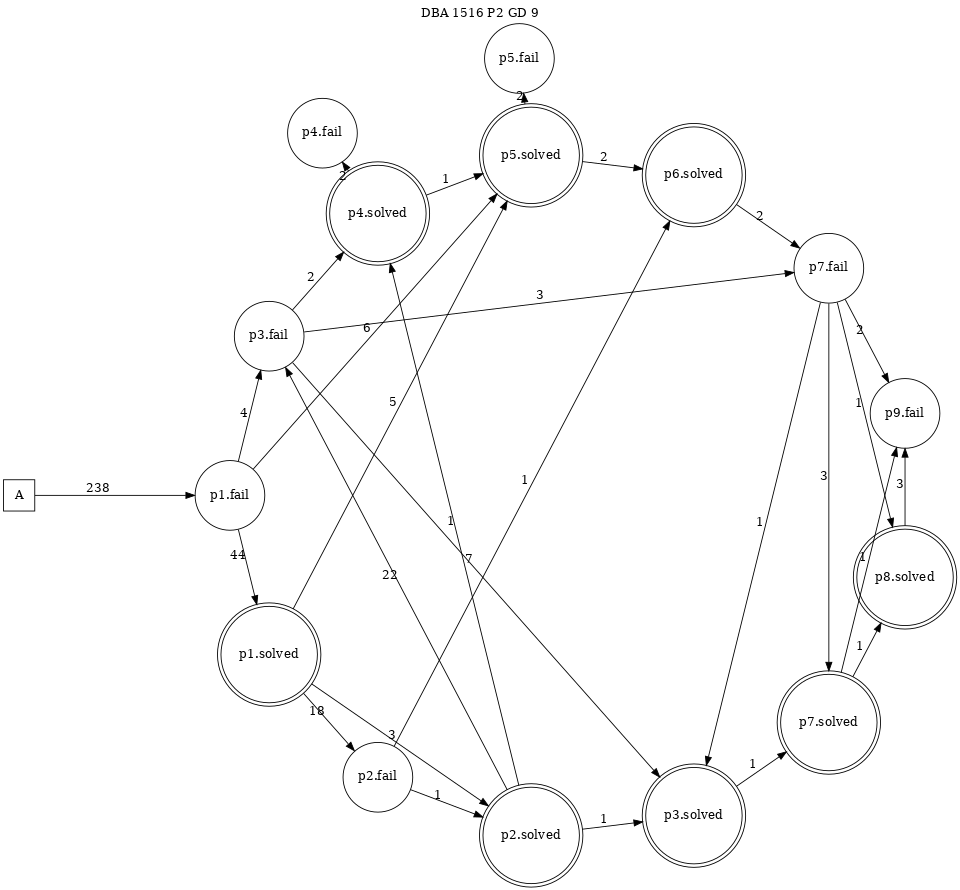 DBA 1516 P2 GD 9
p5.fail
2
p4.fail
p5.solved
2
p6.solved
2
1
p4.solved
2
p7.fail
2
3
p3.fail
6
2
1
5
p9.fail
4
1
3
3
238
A
p1.fail
1
1
7
1
44
22
1
p8.solved
p1.solved
1
18
3
p7.solved
1
p2.fail
1
1
p3.solved
p2.solved